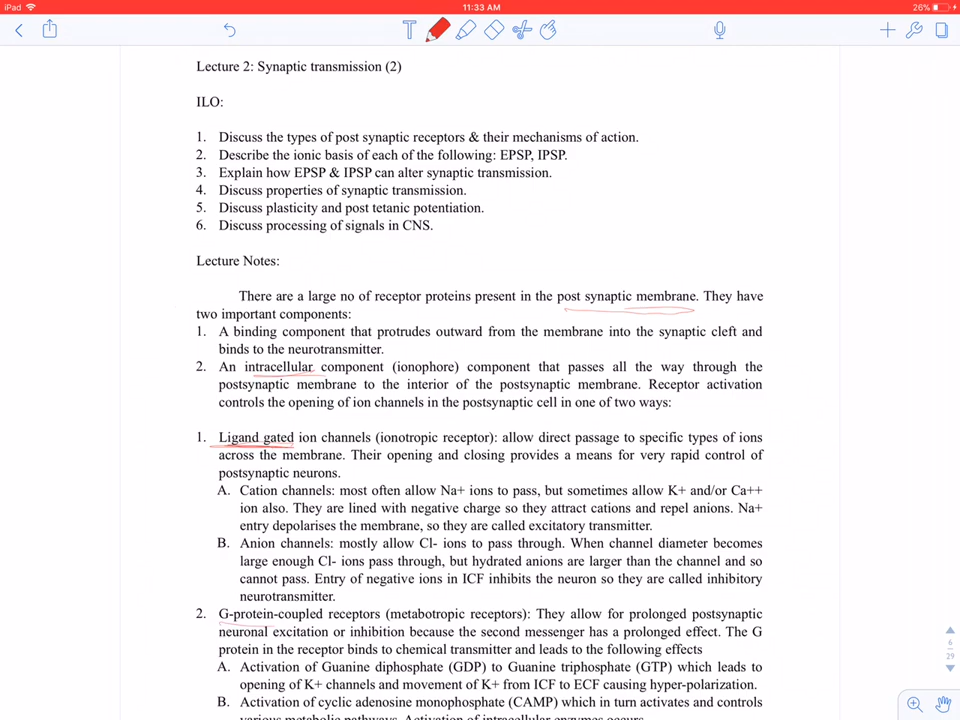 iPad
11:33 AM
26%
T
Lecture 2: Synaptic transmission (2)
ILO:
1. Discuss the types of post synaptic receptors & their mechanisms of action.
2. Describe the ionic basis of each of the following: EPSP, IPSP.
3. Explain how EPSP & IPSP can alter synaptic transmission.
4. Discuss properties of synaptic transmission.
5. Discuss plasticity and post tetanic potentiation.
6. Discuss processing of signals in CNS.
Lecture Notes:
There are a large no of receptor proteins present in the post synaptic membrane. They have
two important components:
1. A binding component that protrudes outward from the membrane into the synaptic cleft and
binds to the neurotransmitter.
2. An intracellular component (ionophore) component that passes all the way through the
postsynaptic membrane to the interior of the postsynaptic membrane. Receptor activation
controls the opening of ion channels in the postsynaptic cell in one of two ways:
1. Ligand gated ion channels (ionotropic receptor): allow direct passage to specific types of ions
across the membrane. Their opening and closing provides a means for very rapid control of
postsynaptic neurons.
A. Cation channels: most often allow Na+ ions to pass, but sometimes allow K+ and/or Ca++
ion also. They are lined with negative charge so they attract cations and repel anions. Na+
entry depolarises the membrane, so they are called excitatory transmitter.
B. Anion channels: mostly allow Cl- ions to pass through. When channel diameter becomes
large enough Cl- ions pass through, but hydrated anions are larger than the channel and so
cannot pass. Entry of negative ions in ICF inhibits the neuron so they are called inhibitory
neurotransmitter.
2. G-protein-coupled receptors (metabotropic receptors): They allow for prolonged postsynaptic
neuronal excitation or inhibition because the second messenger has a prolonged effect. The G
protein in the receptor binds to chemical transmitter and leads to the following effects
A. Activation of Guanine diphosphate (GDP) to Guanine triphosphate (GTP) which leads to
opening of K+ channels and movement of K+ from ICF to ECF causing hyper-polarization.
B. Activation of cyclic adenosine monophosphate (CAMP) which in turn activates and controls
various metabolic pathways. Activation of intracellular enzymes occurs.
6
29